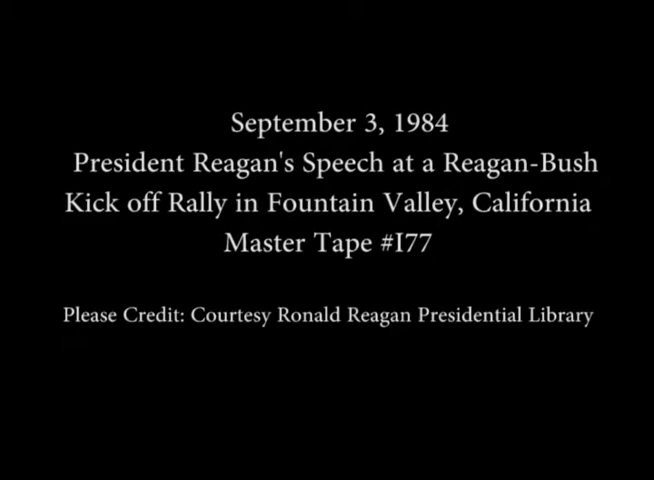 September 3, 1984
President Reagan's Speech at a Reagan-Bush
Kick off Rally in Fountain Valley, California
Master Tape #I77
Please Credit: Courtesy Ronald Reagan Presidential Library